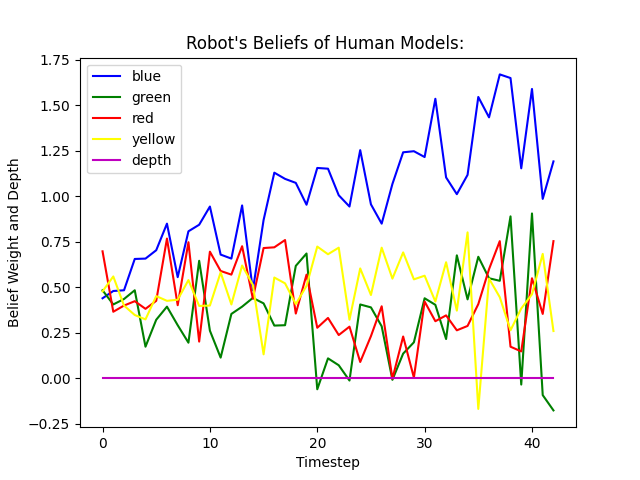 Robot's Beliefs of Human Models:
1.75
1.50
1.25
1.00
0.75
0.50
0.25
0.00
−0.25
Belief Weight and Depth
blue
green
red
yellow
depth
0
10
20
30
40
Timestep